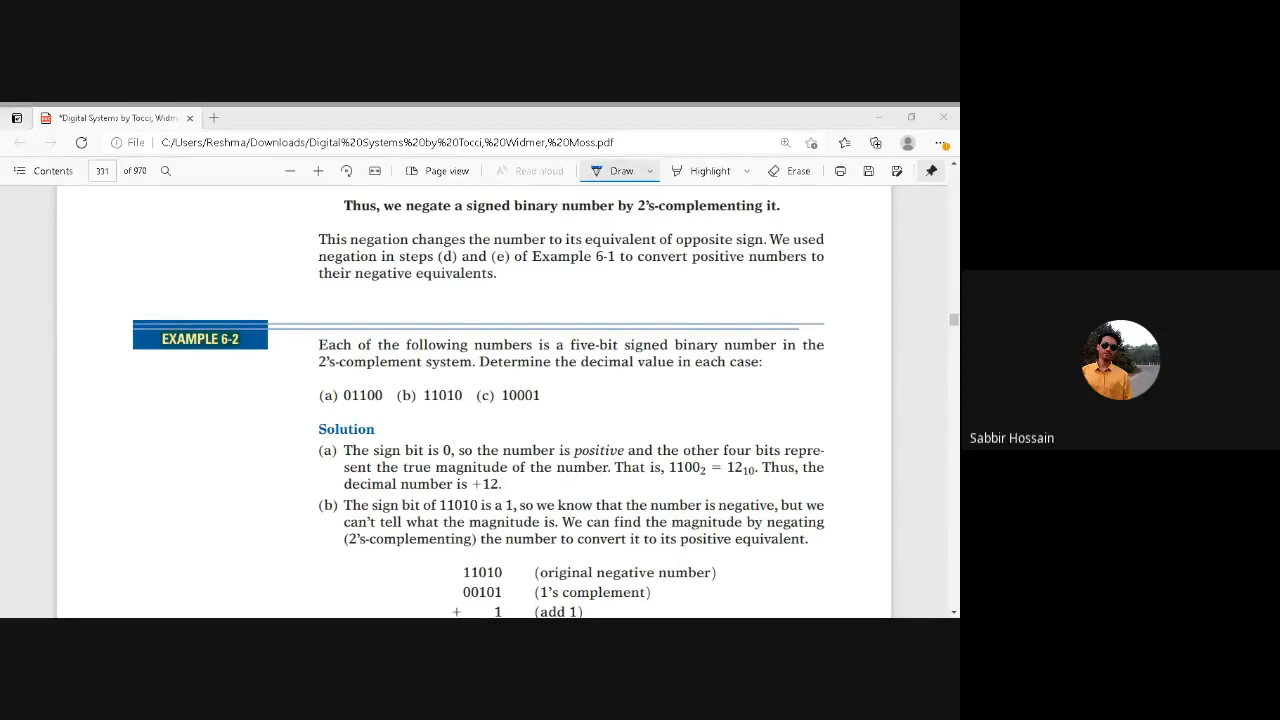 *Digital Systems by Tocci, Widm
File
C:/Users/Reshma/Downloads/Digital%20Systems%20by%20Tocci,%20Widmer,%20Moss.pdf
Contents 331 of 970 Page view Read aloud Draw Highlight Erase
Thus, we negate a signed binary number by 2's-complementing it.
This negation changes the number to its equivalent of opposite sign. We used
negation in steps (d) and (e) of Example 6-1 to convert positive numbers to
their negative equivalents.
EXAMPLE 6-2
Each of the following numbers is a five-bit signed binary number in the
2's-complement system. Determine the decimal value in each case:
(a) 01100 (b) 11010 (c) 10001
Solution
(a) The sign bit is 0, so the number is positive and the other four bits repre-
sent the true magnitude of the number. That is, 1100₂ = 12₁₀. Thus, the
decimal number is +12.
(b) The sign bit of 11010 is a 1, so we know that the number is negative, but we
can't tell what the magnitude is. We can find the magnitude by negating
(2's-complementing) the number to convert it to its positive equivalent.
11010 (original negative number)
00101 (1's complement)
+ 1 (add 1)
Sabbir Hossain